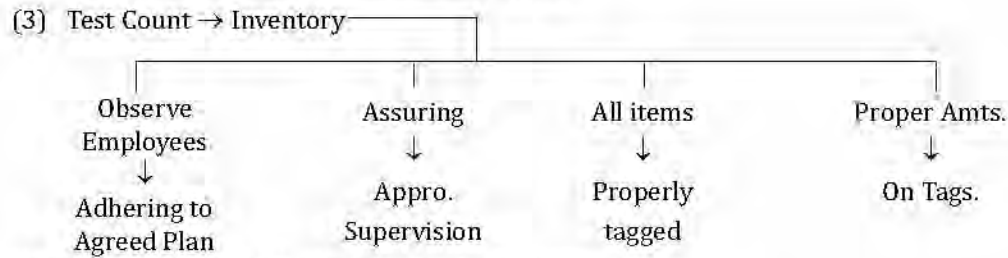 (3) Test Count → Inventory
Observe Employees
↓
Adhering to Agreed Plan
Assuring
↓
Appro. Supervision
All items
↓
Properly tagged
Proper Amts.
↓
On Tags.